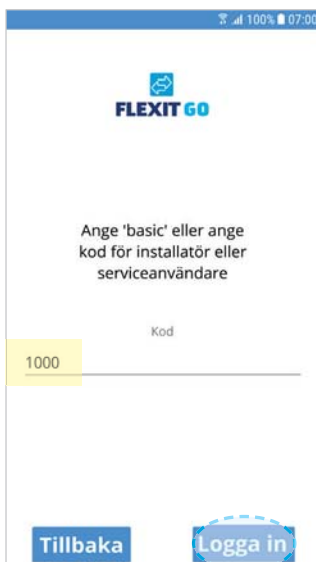 100% 07:00
FLEXIT GO
Ange 'basic' eller ange
kod för installatör eller
serviceanvändare
Kod
1000
Tillbaka Logga in